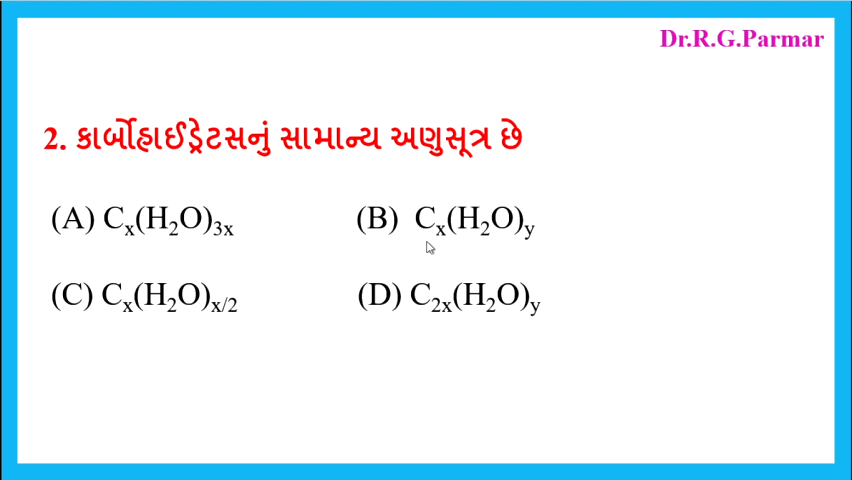 Dr.R.G.Parmar
2. કાર્બોહાઈડ્રેટસનું સામાન્ય અણુસૂત્ર છે
(A) Cₓ(H₂O)₃ₓ (B) Cₓ(H₂O)y
(C) Cₓ(H₂O)x/2 (D) C₂ₓ(H₂O)y